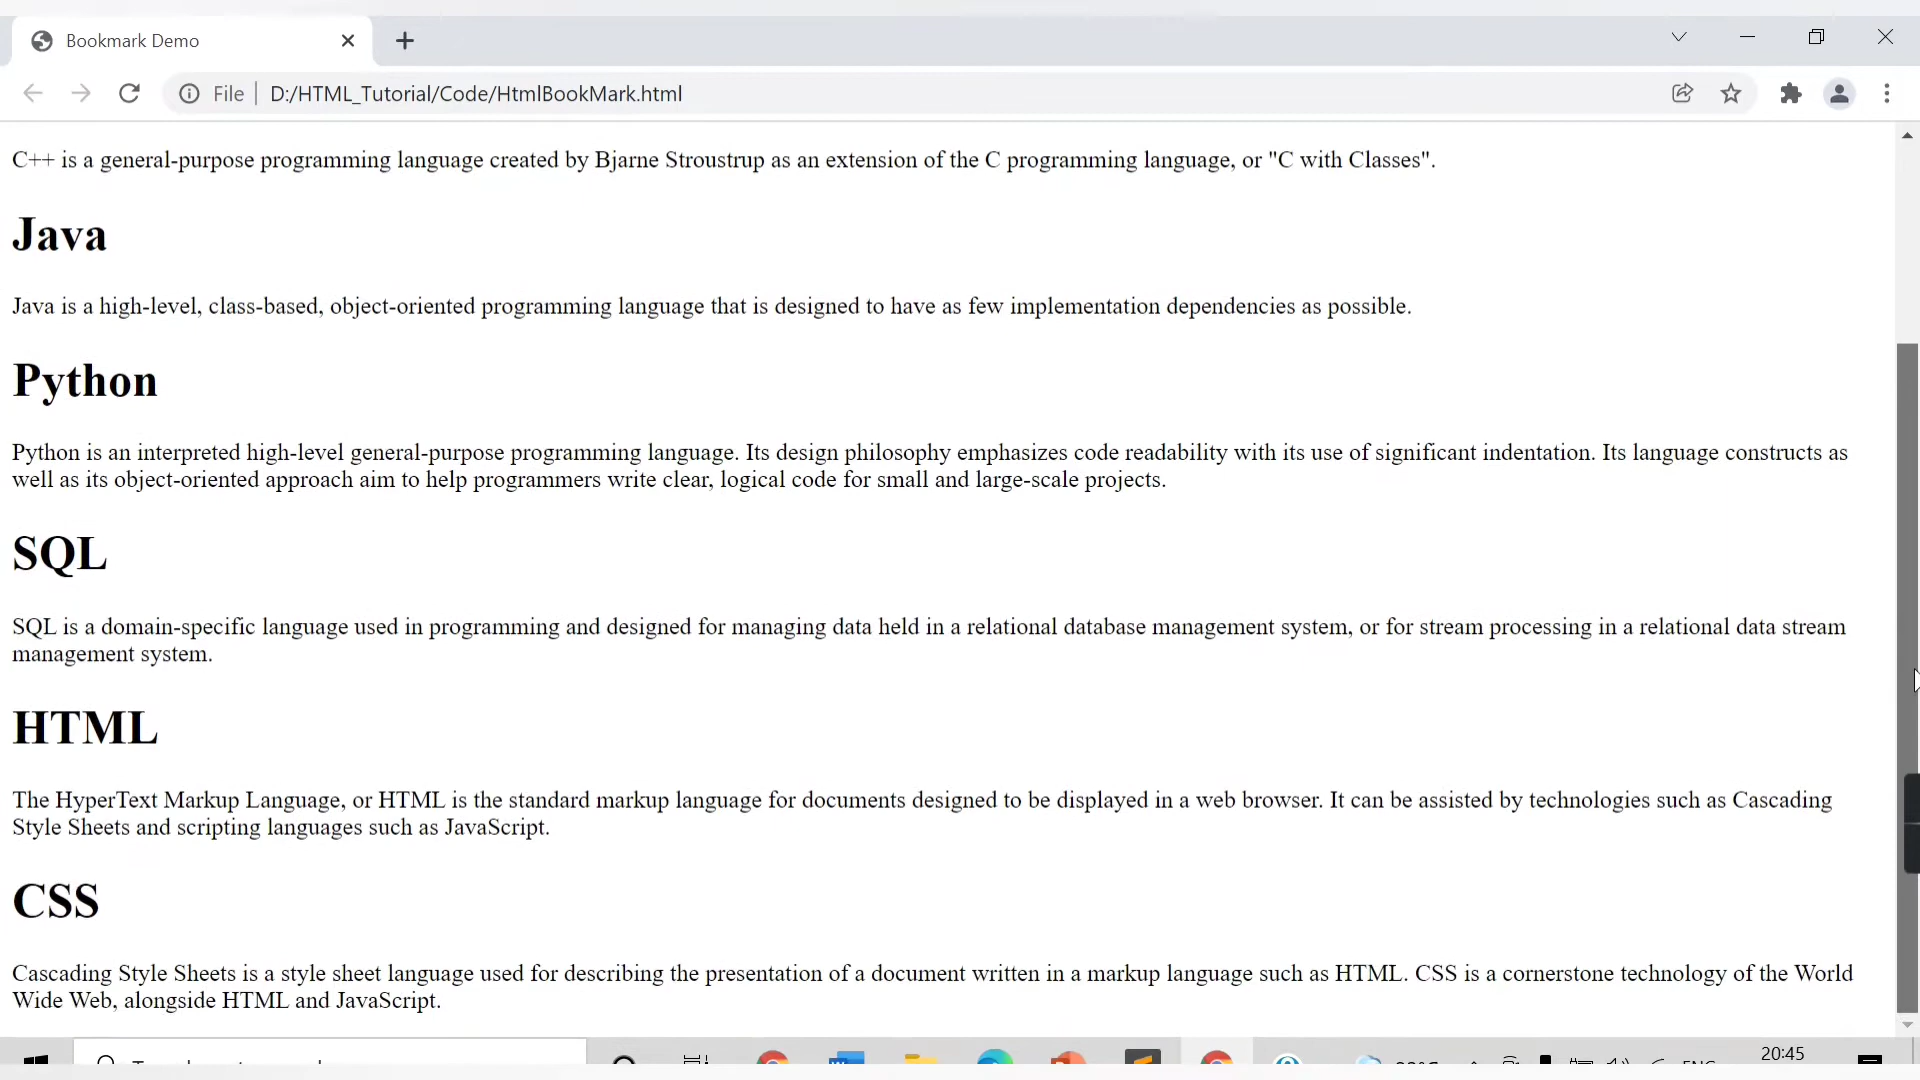 Bookmark Demo
File
D:/HTML_Tutorial/Code/HtmlBookMark.html
C++ is a general-purpose programming language created by Bjarne Stroustrup as an extension of the C programming language, or "C with Classes".
Java
Java is a high-level, class-based, object-oriented programming language that is designed to have as few implementation dependencies as possible.
Python
Python is an interpreted high-level general-purpose programming language. Its design philosophy emphasizes code readability with its use of significant indentation. Its language constructs as
well as its object-oriented approach aim to help programmers write clear, logical code for small and large-scale projects.
SQL
SQL is a domain-specific language used in programming and designed for managing data held in a relational database management system, or for stream processing in a relational data stream
management system.
HTML
The HyperText Markup Language, or HTML is the standard markup language for documents designed to be displayed in a web browser. It can be assisted by technologies such as Cascading
Style Sheets and scripting languages such as JavaScript.
CSS
Cascading Style Sheets is a style sheet language used for describing the presentation of a document written in a markup language such as HTML. CSS is a cornerstone technology of the World
Wide Web, alongside HTML and JavaScript.
20:45